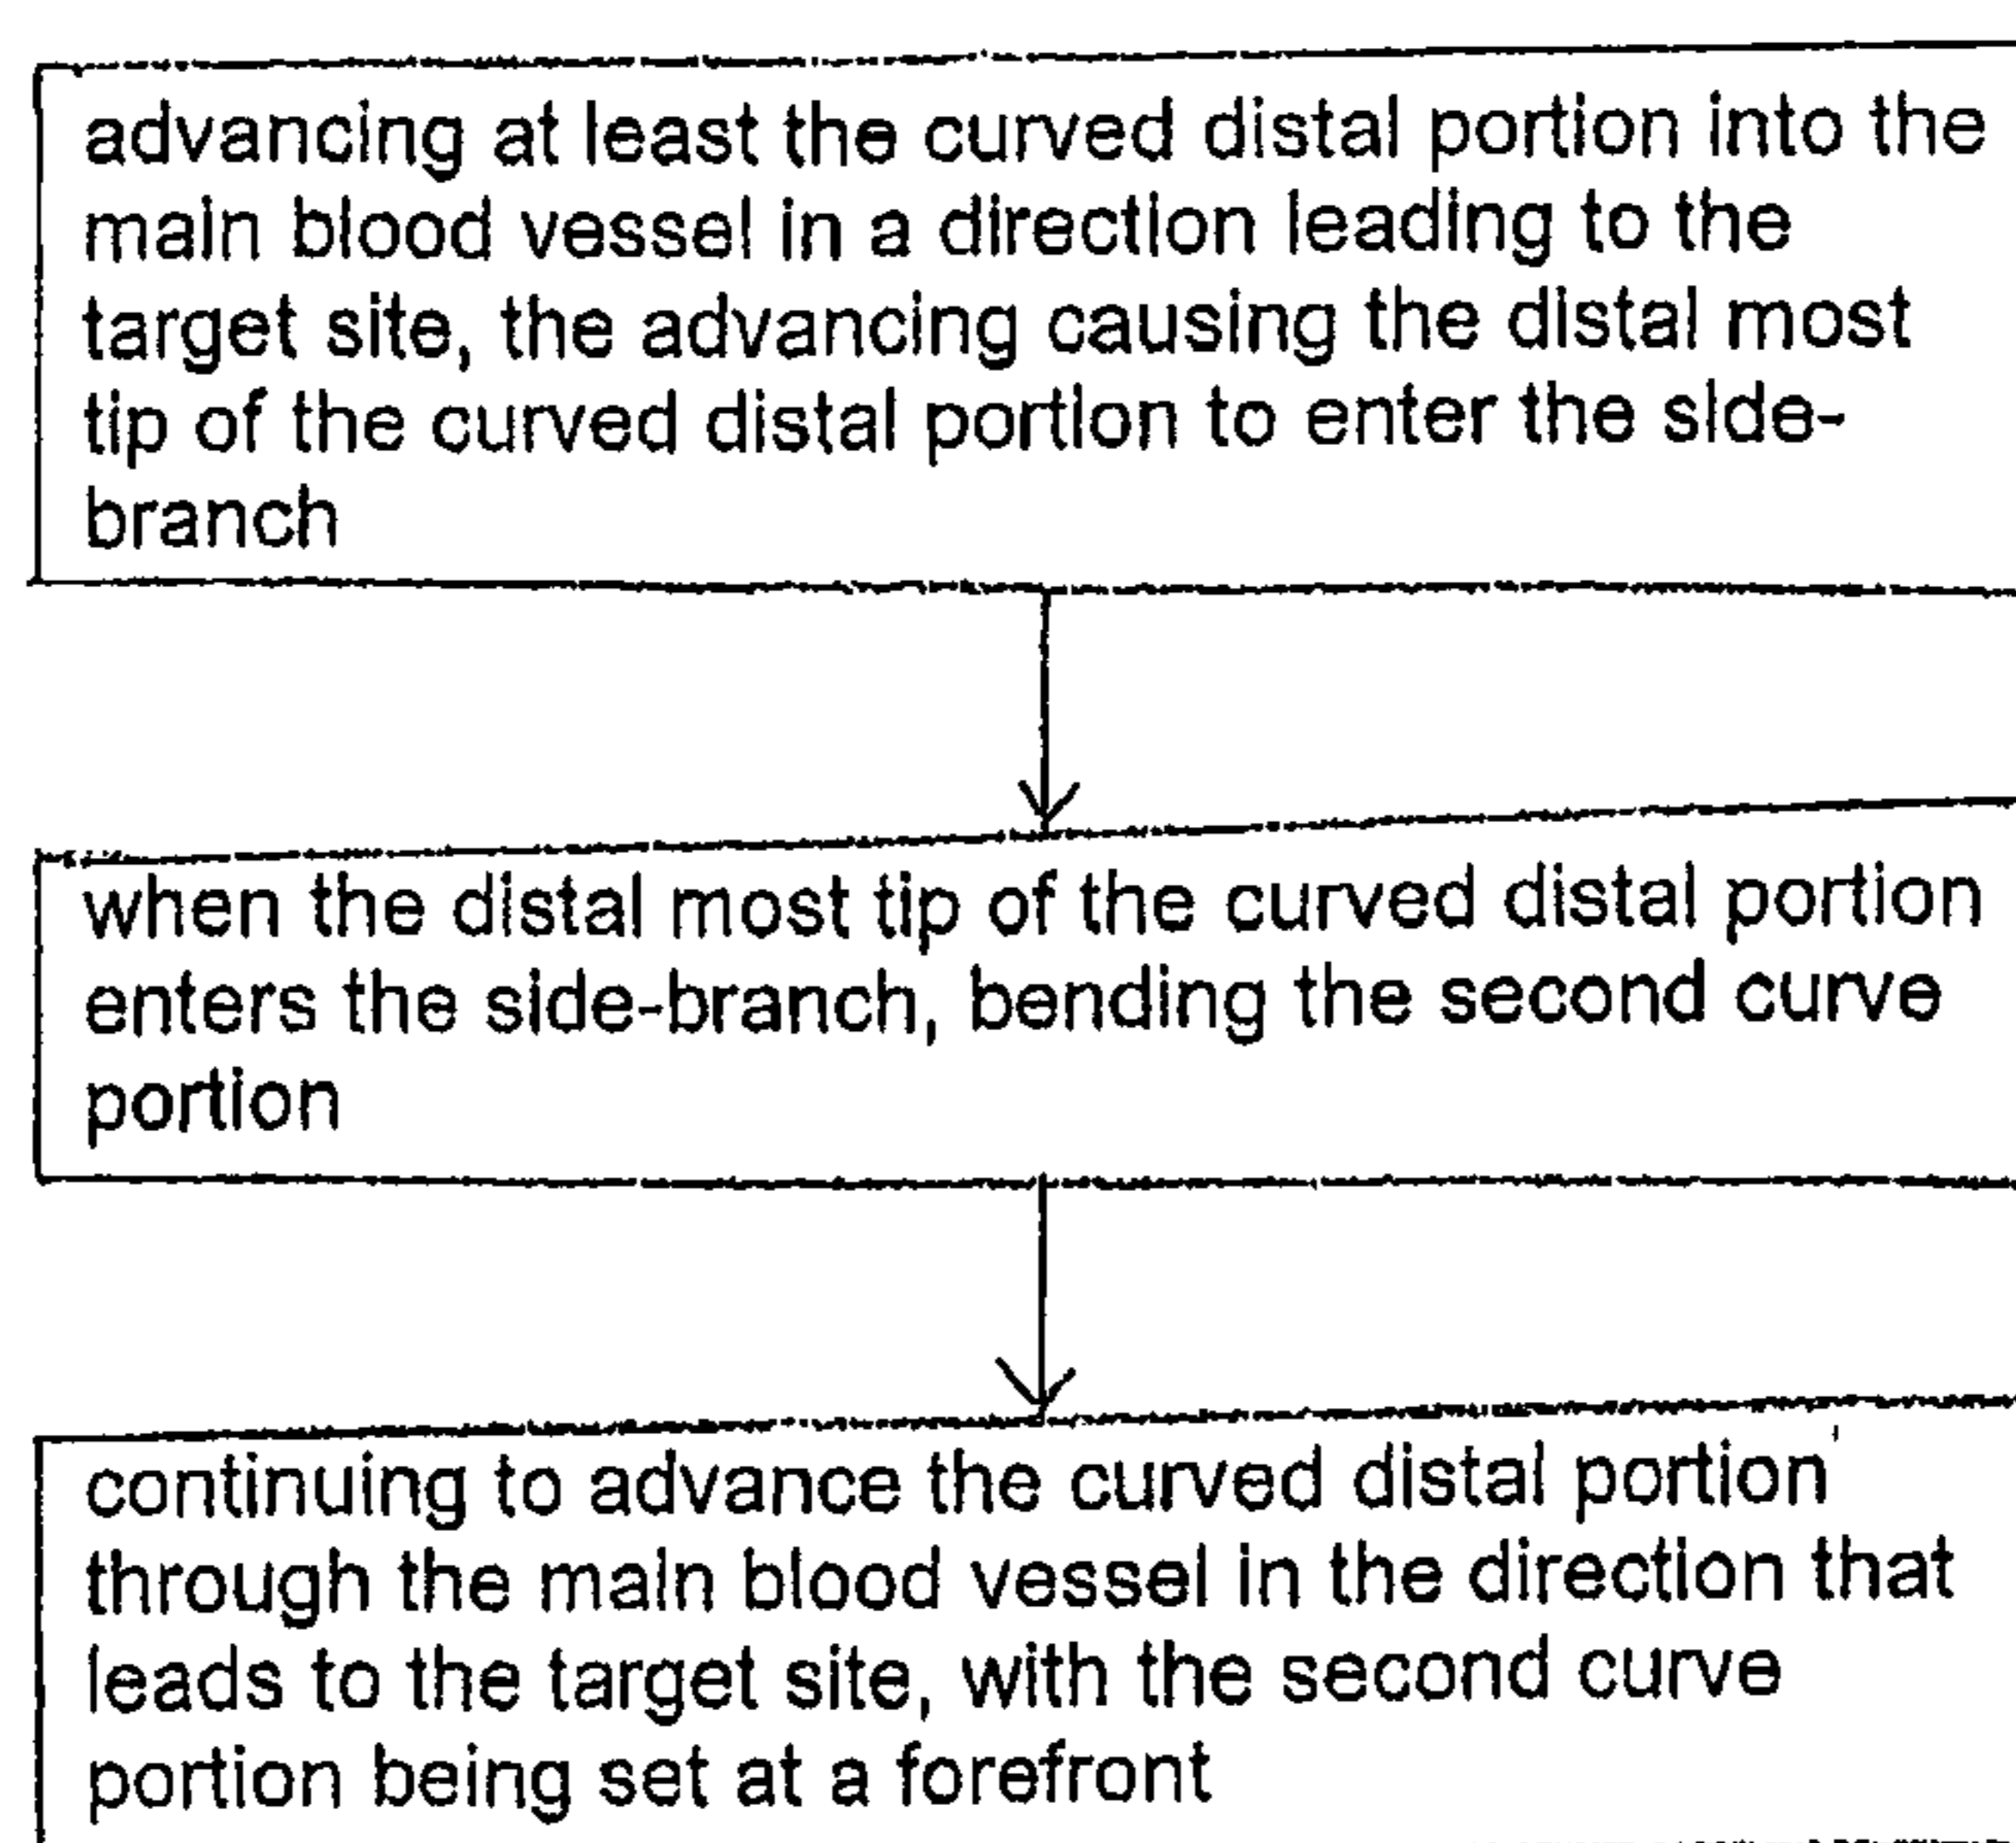 advancing at least the curved distal portion into the
main blood vessel in a direction leading to the
target site, the advancing causing the distal most
tip of the curved distal portion to enter the side-
branch
when the distal most tip of the curved distal portion
enters the side-branch, bending the second curve
portion
continuing to advance the curved distal portion
through the main blood vessel in the direction that
leads to the target site, with the second curve
portion being set at a forefront